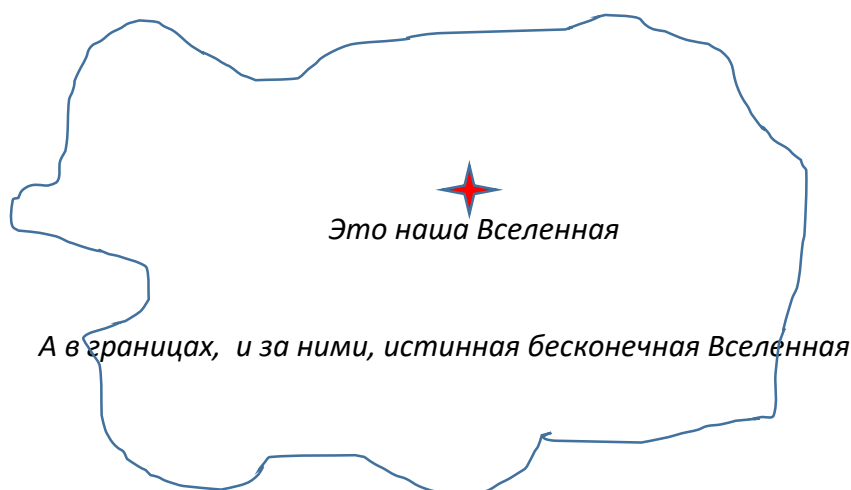 Это наша Вселенная
А в границах, и за ними, истинная бесконечная Вселенная